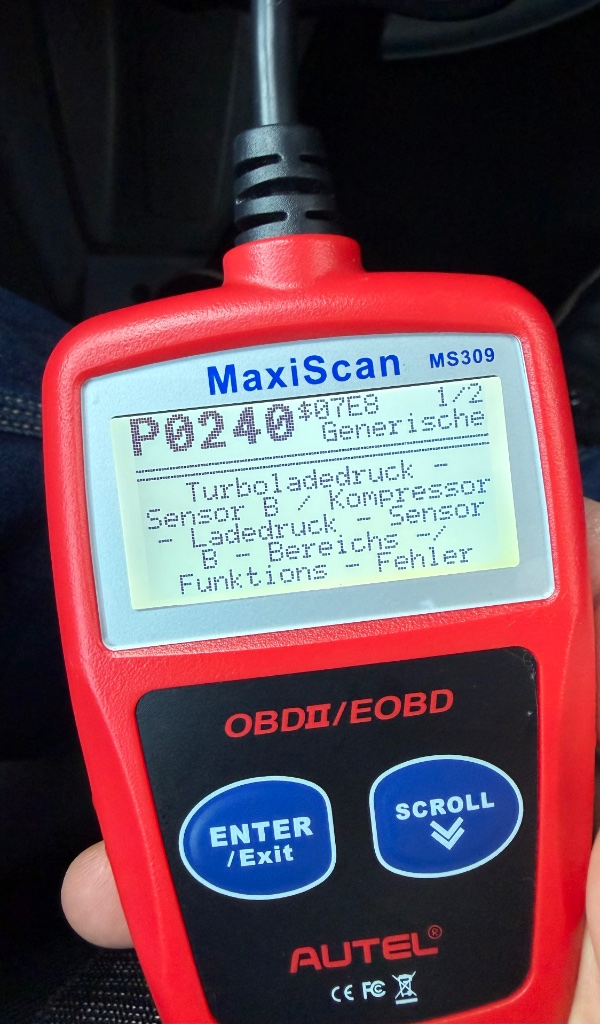 MaxiScan MS309
P0240 $07E8 1/2
Generische
Turboladedruck -
Sensor B / Kompressor
- Ladedruck - Sensor
B - Bereichs -/
Funktions - Fehler
OBDII/EOBD
ENTER
/Exit
SCROLL
AUTEL®
CE FC